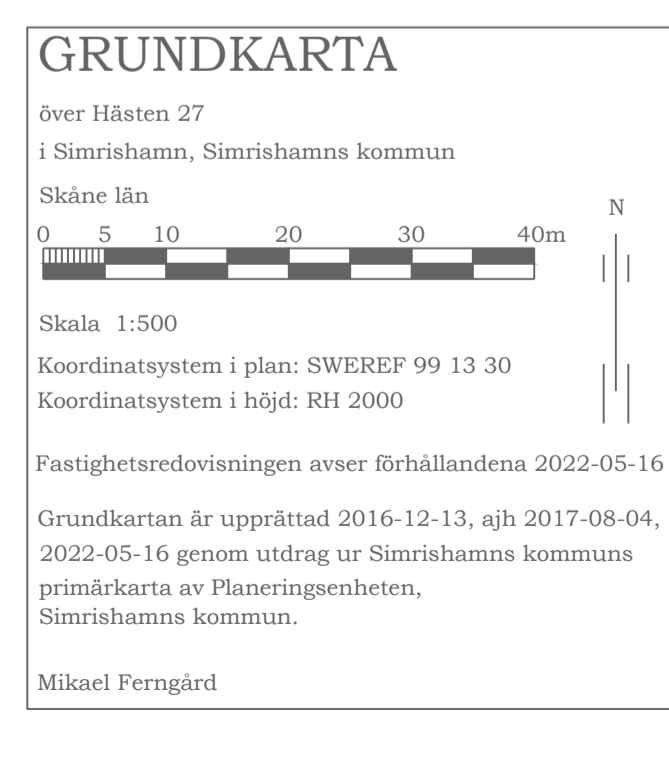 GRUNDKARTA
över Hästen 27
i Simrishamn, Simrishamns kommun
Skåne län
N
0 5 10 20 30 40m
Skala 1:500
Koordinatsystem i plan: SWEREF 99 13 30
Koordinatsystem i höjd: RH 2000
Fastighetsredovisningen avser förhållandena 2022-05-16
Grundkartan är upprättad 2016-12-13, ajh 2017-08-04,
2022-05-16 genom utdrag ur Simrishamns kommuns
primärkarta av Planeringsenheten,
Simrishamns kommun.
Mikael Ferngård